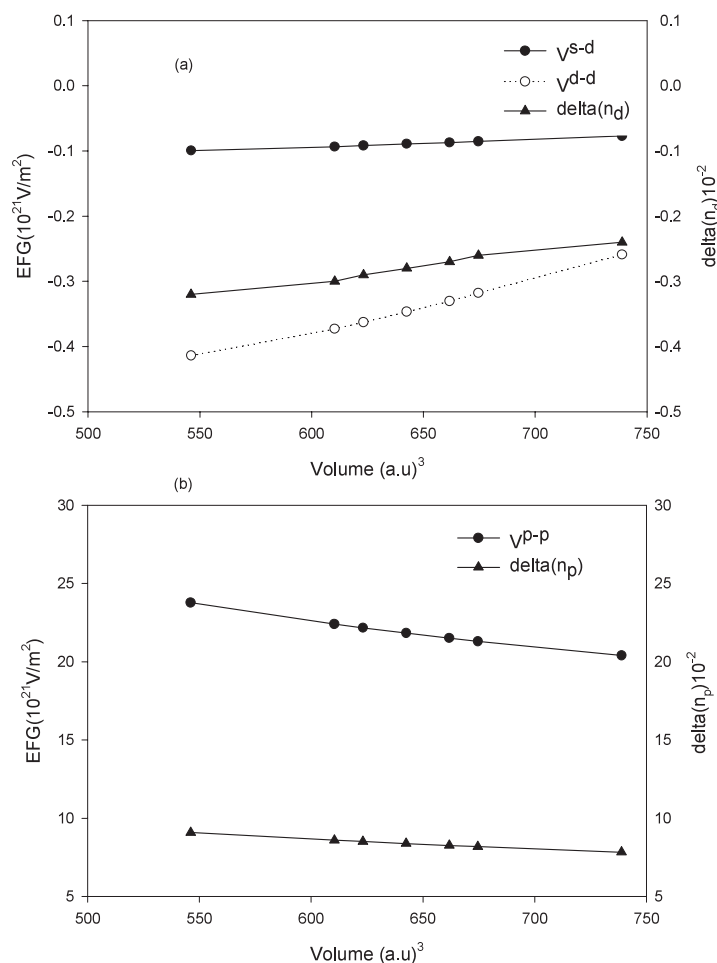 (a)
V^s-d
V^d-d
delta(n_d)
0.1
0.0
-0.1
-0.2
-0.3
-0.4
-0.5
EFG(10^21V/m^2)
0.1
0.0
-0.1
-0.2
-0.3
-0.4
-0.5
delta(n_d)10^-2
500 550 600 650 700 750
Volume (a.u)^3
(b)
V^p-p
delta(n_p)
30
25
20
15
10
5
EFG(10^21V/m^2)
30
25
20
15
10
5
delta(n_p)10^-2
500 550 600 650 700 750
Volume (a.u)^3